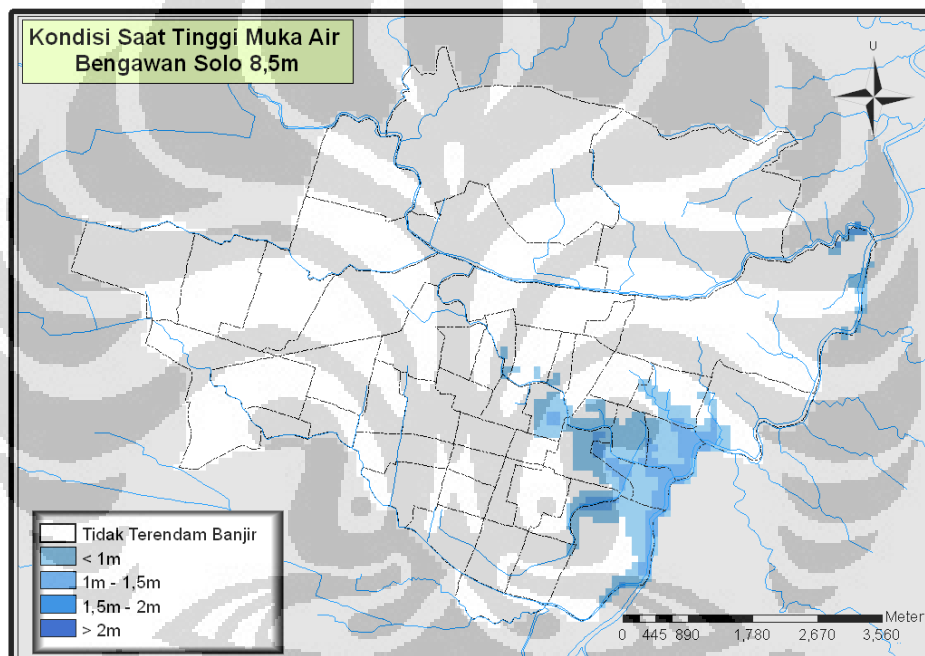 Kondisi Saat Tinggi Muka Air
Bengawan Solo 8,5m
U
Tidak Terendam Banjir
< 1m
1m - 1,5m
1,5m - 2m
> 2m
Meter
0 445 890 1,780 2,670 3,560